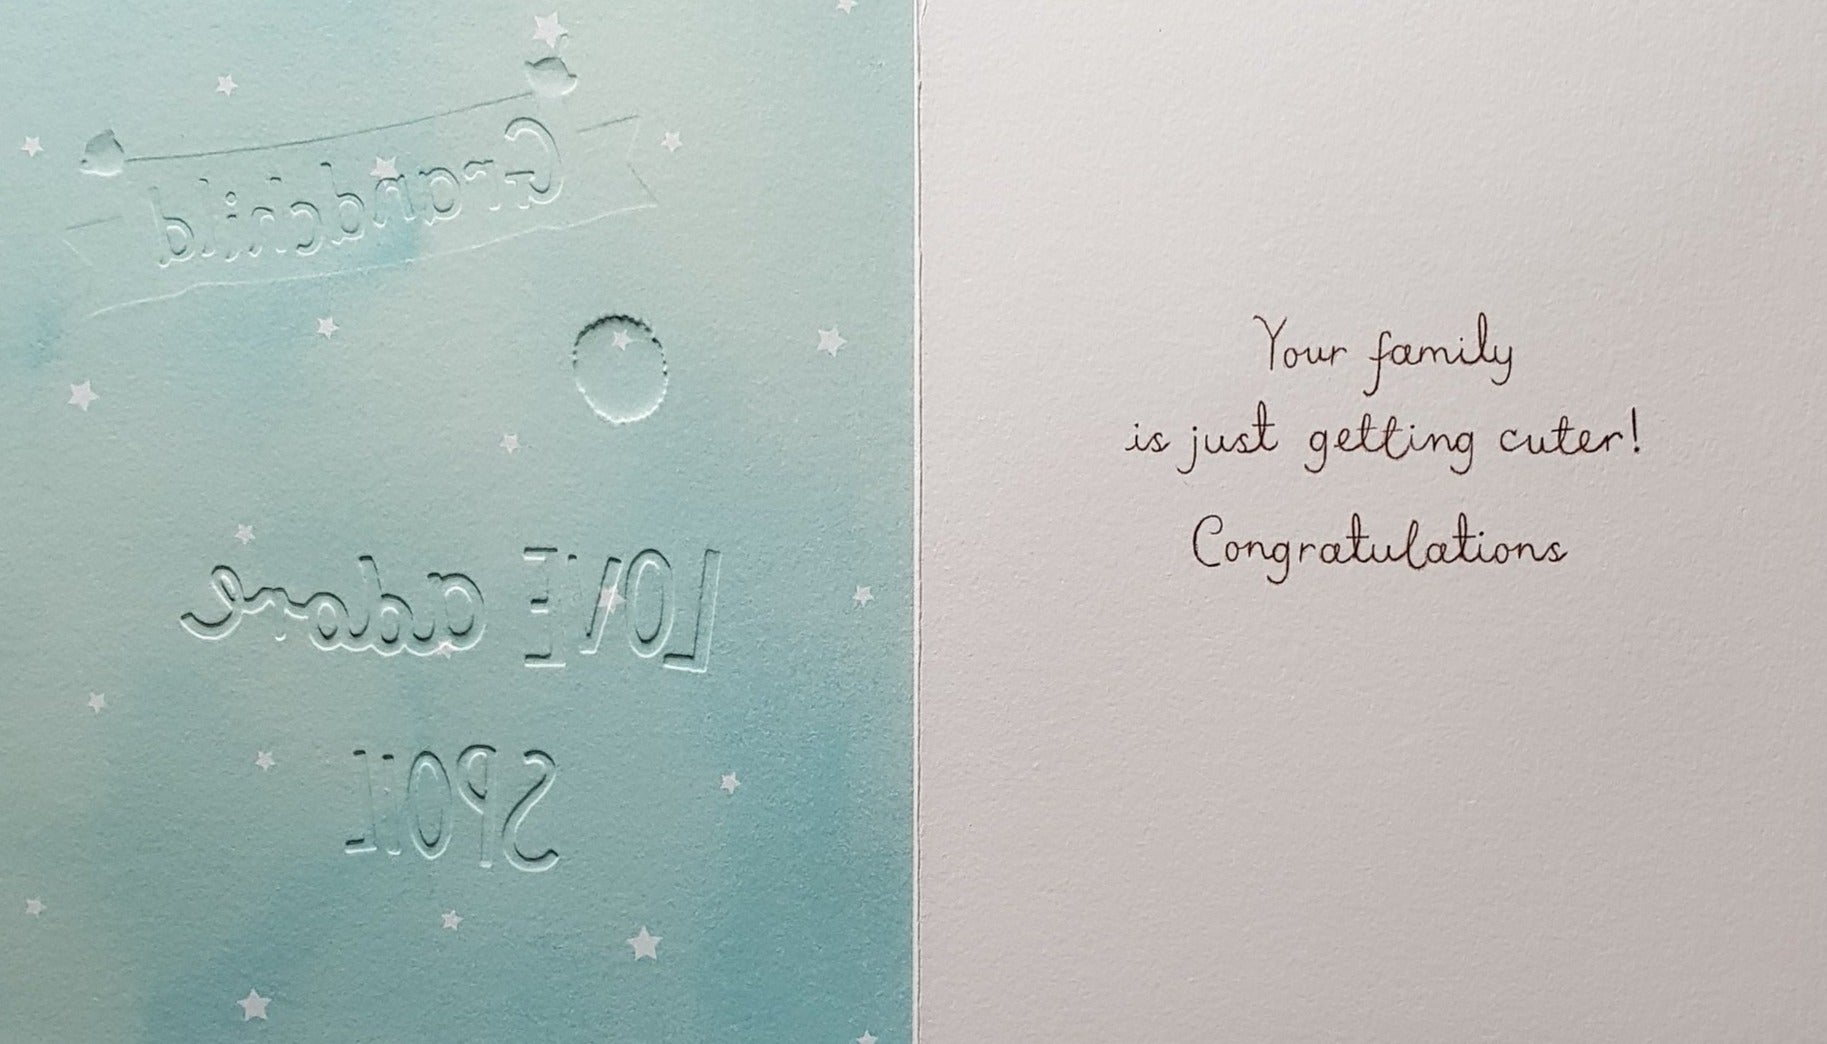 Grandchild
LOVE adore
SPOIL
Your family
is just getting cuter!
Congratulations